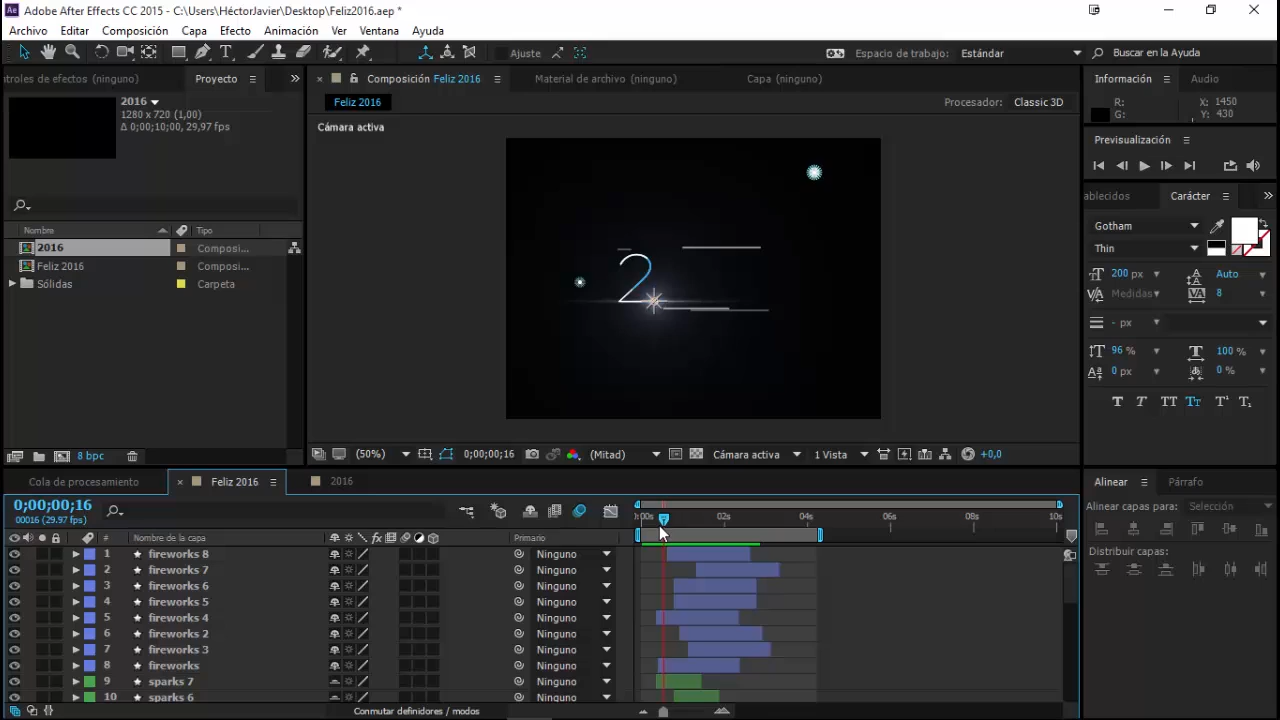 Adobe After Effects CC 2015 - C:\Users\HéctorJavier\Desktop\Feliz2016.aep *
Archivo Editar Composición Capa Efecto Animación Ver Ventana Ayuda
Ajuste Espacio de trabajo: Estándar Buscar en la Ayuda
ntroles de efectos (ninguno) Proyecto Composición Feliz 2016 Material de archivo (ninguno) Capa (ninguno) Información Audio
2016 Feliz 2016 Procesador: Classic 3D
1280 x 720 (1,00)
Δ 0;00;10;00, 29,97 fps
Cámara activa
R: X: 1450
G: Y: 430
Previsualización
ablecidos Carácter
Gotham
Thin
200 px Auto
Medidas 8
- px
96 % 100 %
0 px 0 %
T T TT Tt T¹ T₁
2
Nombre Tipo
2016 Composi...
Feliz 2016 Composi...
Sólidas Carpeta
8 bpc (50%) 0;00;00;16 (Mitad) Cámara activa 1 Vista +0,0
Cola de procesamiento Feliz 2016 2016 Alinear Párrafo
0;00;00;16
00016 (29.97 fps)
00s 02s 06s 08s 10s
Alinear capas para: Selección
Distribuir capas:
# Nombre de la capa Primario
1 fireworks 8 Ninguno
2 fireworks 7 Ninguno
3 fireworks 6 Ninguno
4 fireworks 5 Ninguno
5 fireworks 4 Ninguno
6 fireworks 2 Ninguno
7 fireworks 3 Ninguno
8 fireworks Ninguno
9 sparks 7 Ninguno
10 sparks 6 Ninguno
Conmutar definidores / modos